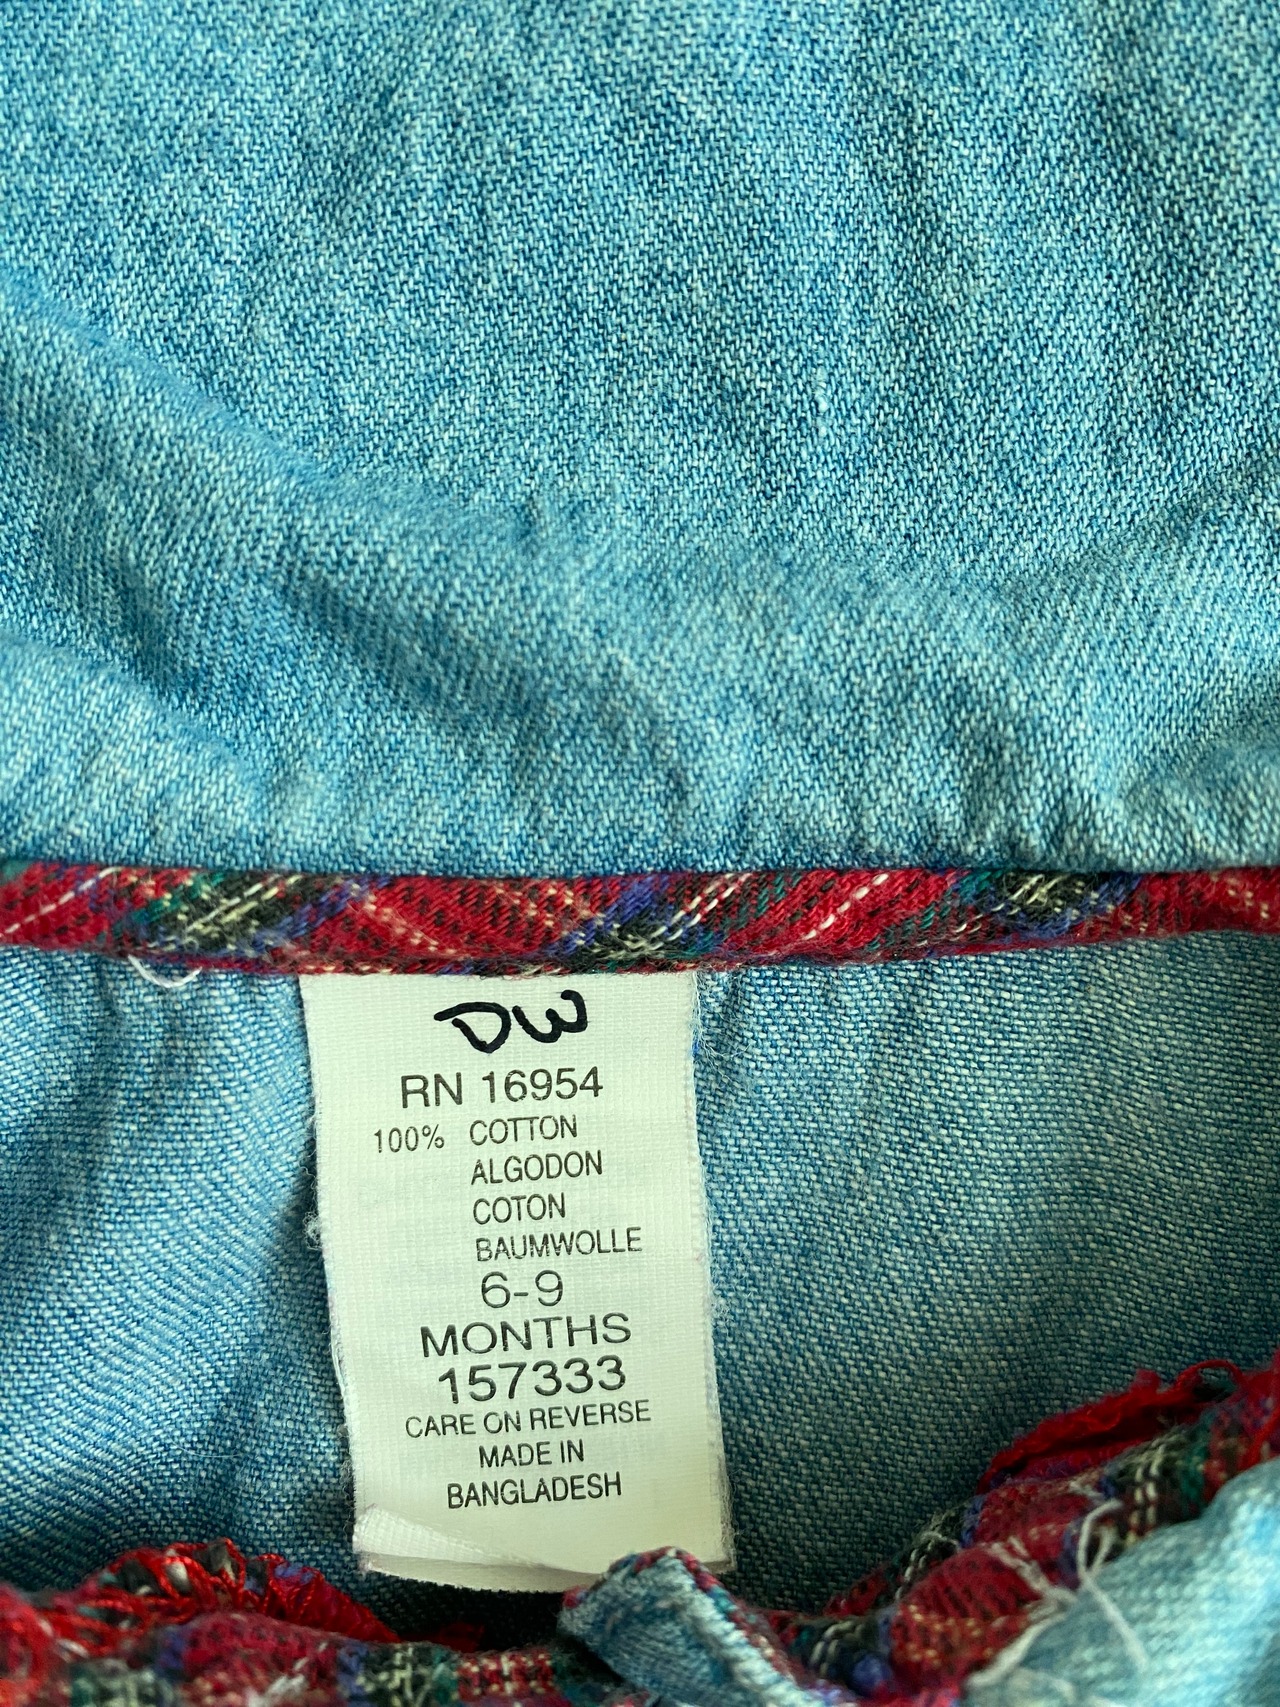 DW
RN 16954
100% COTTON
ALGODON
COTON
BAUMWOLLE
6-9
MONTHS
157333
CARE ON REVERSE
MADE IN
BANGLADESH